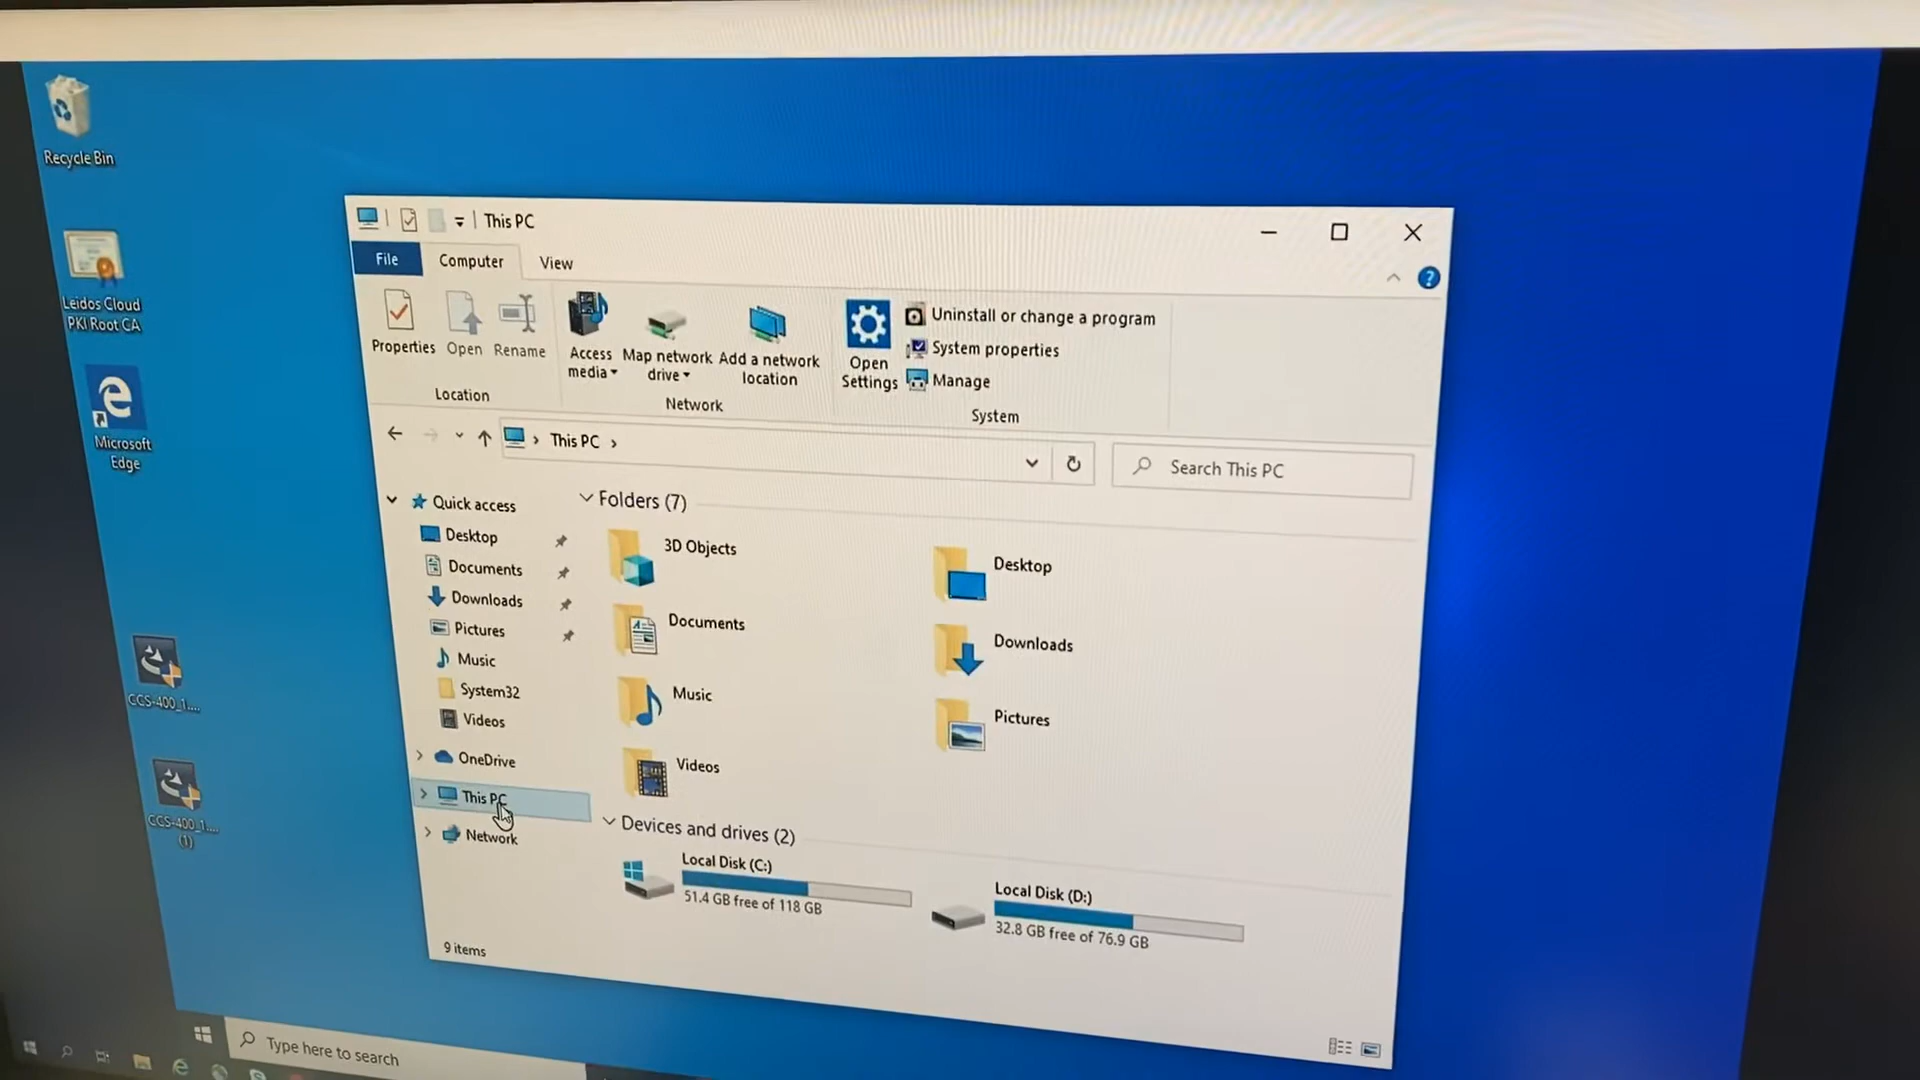 Recycle Bin
Leidos Cloud
PKI Root CA
Microsoft
Edge
CCS-400_1....
CCS-400_1....
(1)
This PC
File
Computer
View
Properties
Open
Rename
Location
Access
media
Map network
drive
Add a network
location
Network
Open
Settings
Uninstall or change a program
System properties
Manage
System
This PC
Search This PC
Quick access
Desktop
Documents
Downloads
Pictures
Music
System32
Videos
OneDrive
This PC
Network
Folders (7)
3D Objects
Desktop
Documents
Downloads
Music
Pictures
Videos
Devices and drives (2)
Local Disk (C:)
51.4 GB free of 118 GB
Local Disk (D:)
32.8 GB free of 76.9 GB
9 items
Type here to search